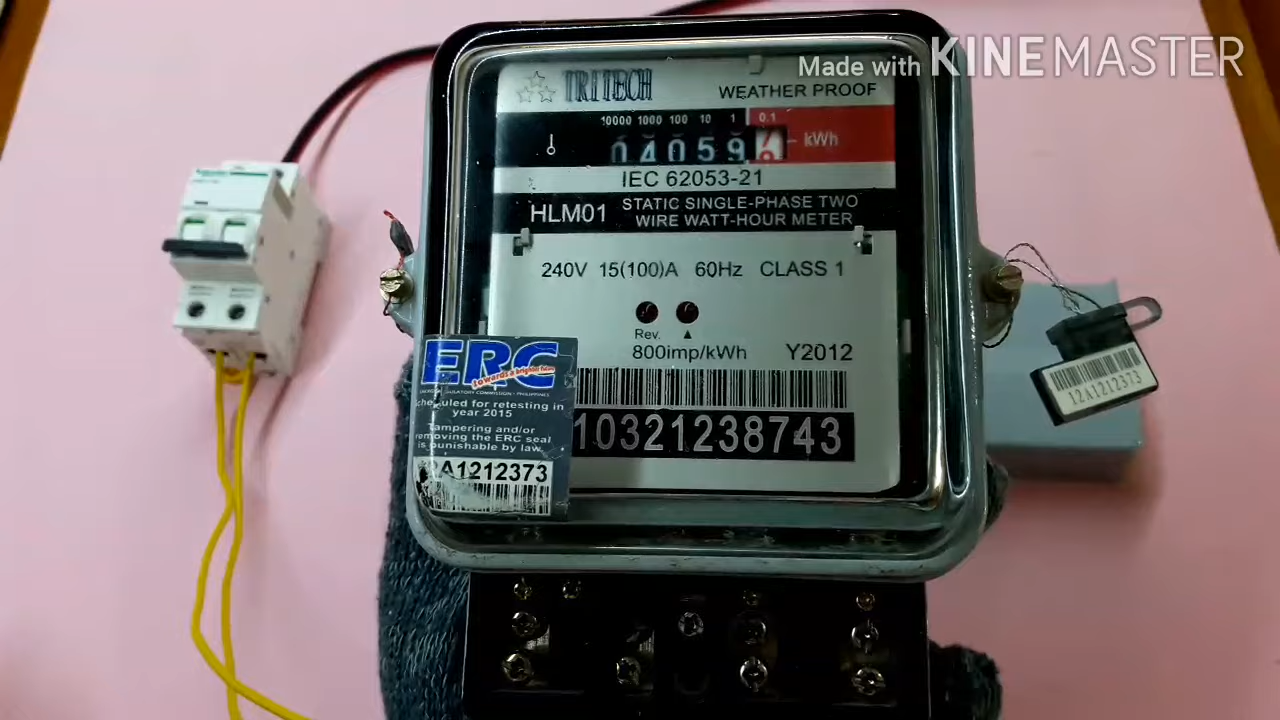 Made with KINEMASTER
TRITECH
WEATHER PROOF
10000 1000 100 10 1 0.1
04059
kWh
IEC 62053-21
HLM01
STATIC SINGLE-PHASE TWO
WIRE WATT-HOUR METER
240V 15(100)A 60Hz CLASS 1
Rev.
800imp/kWh Y2012
10321238743
ERC
towards a brighter future
scheduled for retesting in
year 2015
Tampering and/or
removing the ERC seal
is punishable by law
A1212373
12A1212373